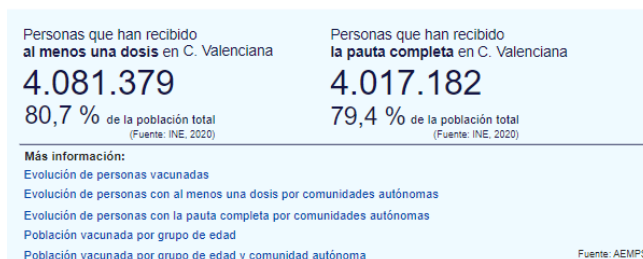 Personas que han recibido
al menos una dosis en C. Valenciana
4.081.379
80,7 % de la población total
(Fuente: INE, 2020)
Personas que han recibido
la pauta completa en C. Valenciana
4.017.182
79,4 % de la población total
(Fuente: INE, 2020)
Más información:
Evolución de personas vacunadas
Evolución de personas con al menos una dosis por comunidades autónomas
Evolución de personas con la pauta completa por comunidades autónomas
Población vacunada por grupo de edad
Población vacunada por grupo de edad y comunidad autónoma
Fuente: AEMPS